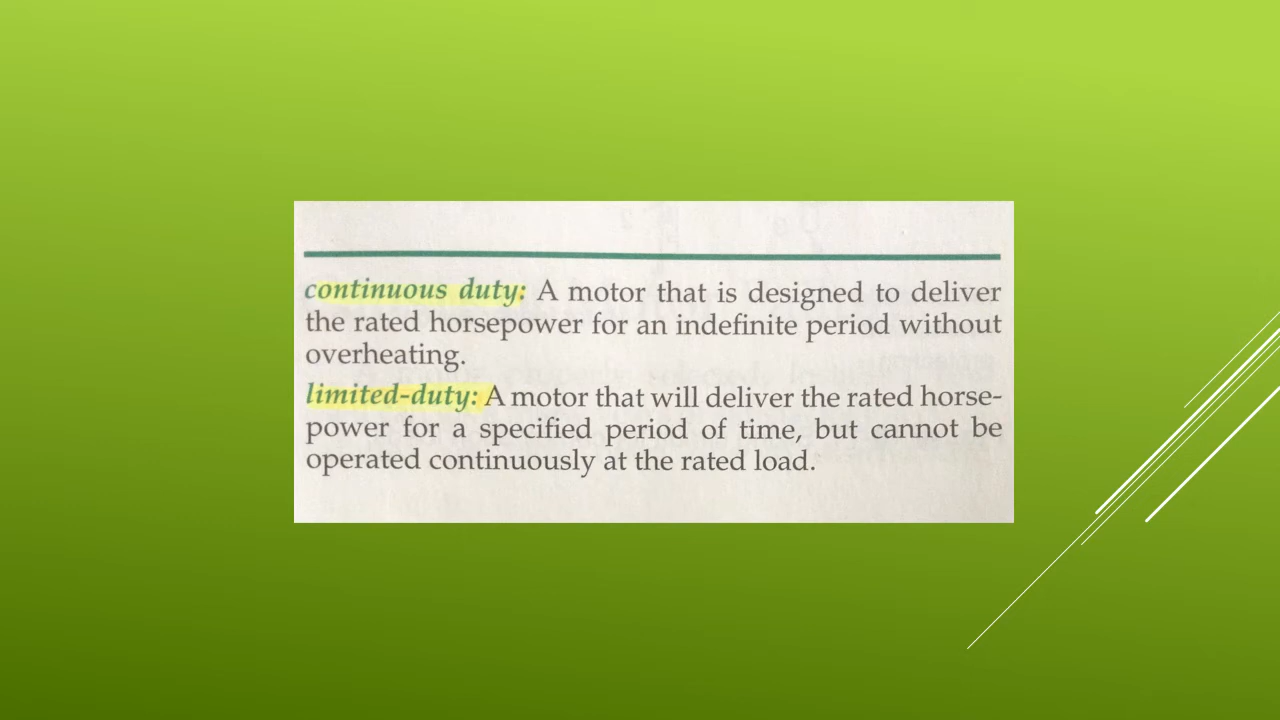 continuous duty: A motor that is designed to deliver
the rated horsepower for an indefinite period without
overheating.
limited-duty: A motor that will deliver the rated horse-
power for a specified period of time, but cannot be
operated continuously at the rated load.